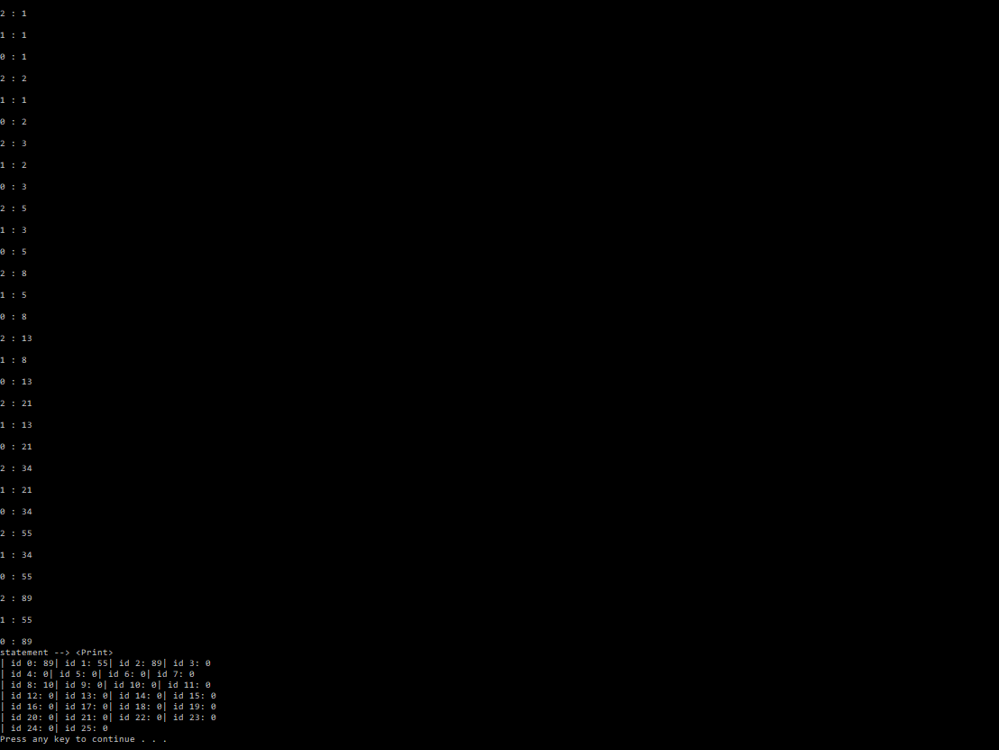 2 : 1
1 : 1
0 : 1
2 : 2
1 : 1
0 : 2
2 : 3
1 : 2
0 : 3
2 : 5
1 : 3
0 : 5
2 : 8
1 : 5
0 : 8
2 : 13
1 : 8
0 : 13
2 : 21
1 : 13
0 : 21
2 : 34
1 : 21
0 : 34
2 : 55
1 : 34
0 : 55
2 : 89
1 : 55
0 : 89
statement --> <Print>
| id 0: 89| id 1: 55| id 2: 89| id 3: 0
| id 4: 0| id 5: 0| id 6: 0| id 7: 0
| id 8: 10| id 9: 0| id 10: 0| id 11: 0
| id 12: 0| id 13: 0| id 14: 0| id 15: 0
| id 16: 0| id 17: 0| id 18: 0| id 19: 0
| id 20: 0| id 21: 0| id 22: 0| id 23: 0
| id 24: 0| id 25: 0
Press any key to continue . . .